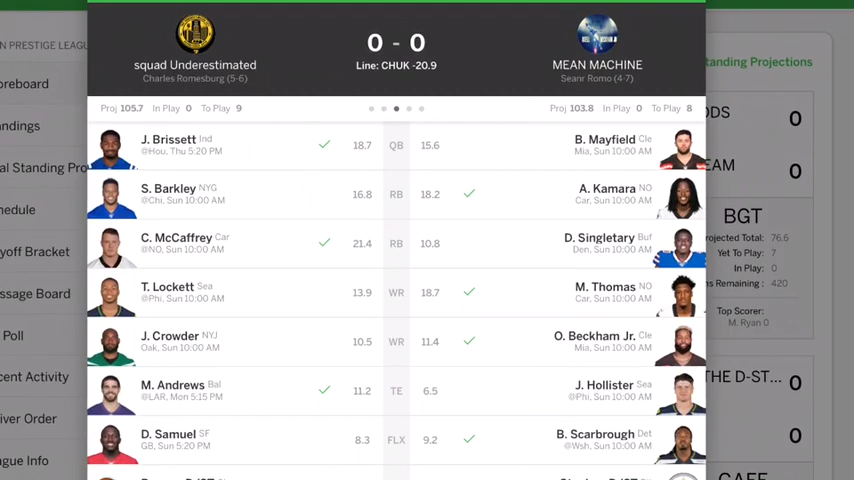 0 - 0
squad Underestimated
Charles Romesburg (5-6)
Line: CHUK -20.9
MEAN MACHINE
Seanr Romo (4-7)
Proj 105.7 In Play 0 To Play 9
Proj 103.8 In Play 0 To Play 8
J. Brissett Ind
@Hou, Thu 5:20 PM
18.7 QB 15.6
B. Mayfield Cle
Mia, Sun 10:00 AM
S. Barkley NYG
@Chi, Sun 10:00 AM
16.8 RB 18.2
A. Kamara NO
Car, Sun 10:00 AM
C. McCaffrey Car
@NO, Sun 10:00 AM
21.4 RB 10.8
D. Singletary Buf
Den, Sun 10:00 AM
T. Lockett Sea
@Phi, Sun 10:00 AM
13.9 WR 18.7
M. Thomas NO
Car, Sun 10:00 AM
J. Crowder NYJ
Oak, Sun 10:00 AM
10.5 WR 11.4
O. Beckham Jr. Cle
Mia, Sun 10:00 AM
M. Andrews Bal
@LAR, Mon 5:15 PM
11.2 TE 6.5
J. Hollister Sea
@Phi, Sun 10:00 AM
D. Samuel SF
GB, Sun 5:20 PM
8.3 FLX 9.2
B. Scarbrough Det
@Wsh, Sun 10:00 AM
N PRESTIGE LEAGU
oreboard
andings
al Standing Pro
hedule
yoff Bracket
ssage Board
Poll
cent Activity
iver Order
ague Info
tanding Projections
ODS 0
EAM 0
BGT
rojected Total: 76.6
Yet To Play: 7
In Play: 0
ns Remaining : 420
Top Scorer:
M. Ryan 0
THE D-ST... 0
0